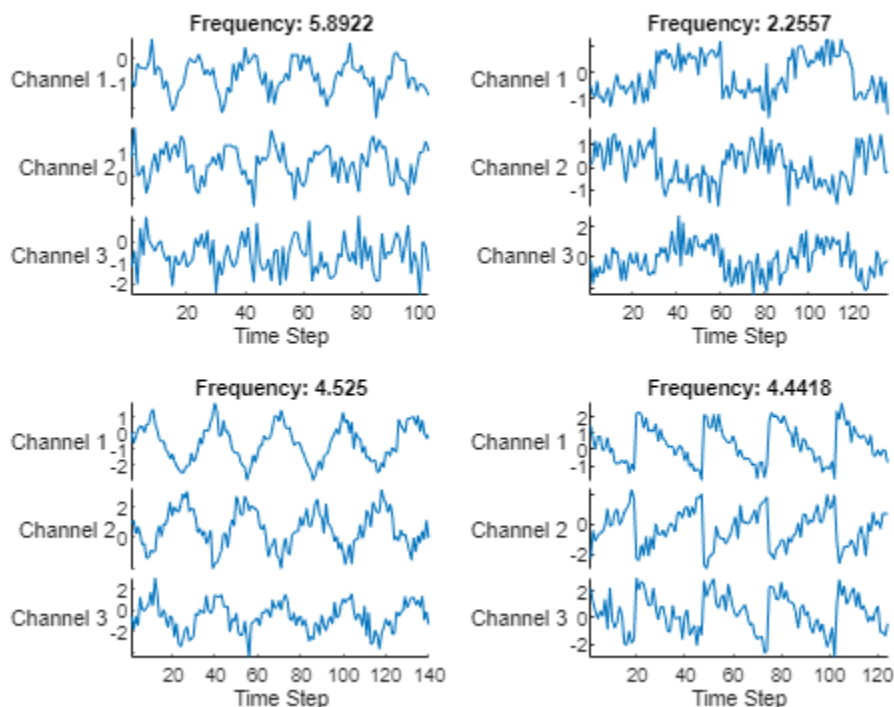 Frequency: 5.8922
0
Channel 1
-1
1
Channel 2
0
0
Channel 3
-1
-2
20 40 60 80 100
Time Step
Frequency: 2.2557
Channel 1
0
-1
1
Channel 2
0
-1
2
Channel 3
0
20 40 60 80 100 120
Time Step
Frequency: 4.525
1
Channel 1
0
-1
-2
2
Channel 2
0
2
Channel 3
0
-2
20 40 60 80 100 120 140
Time Step
Frequency: 4.4418
2
Channel 1
1
0
-1
Channel 2
0
-2
2
Channel 3
0
-2
20 40 60 80 100 120
Time Step